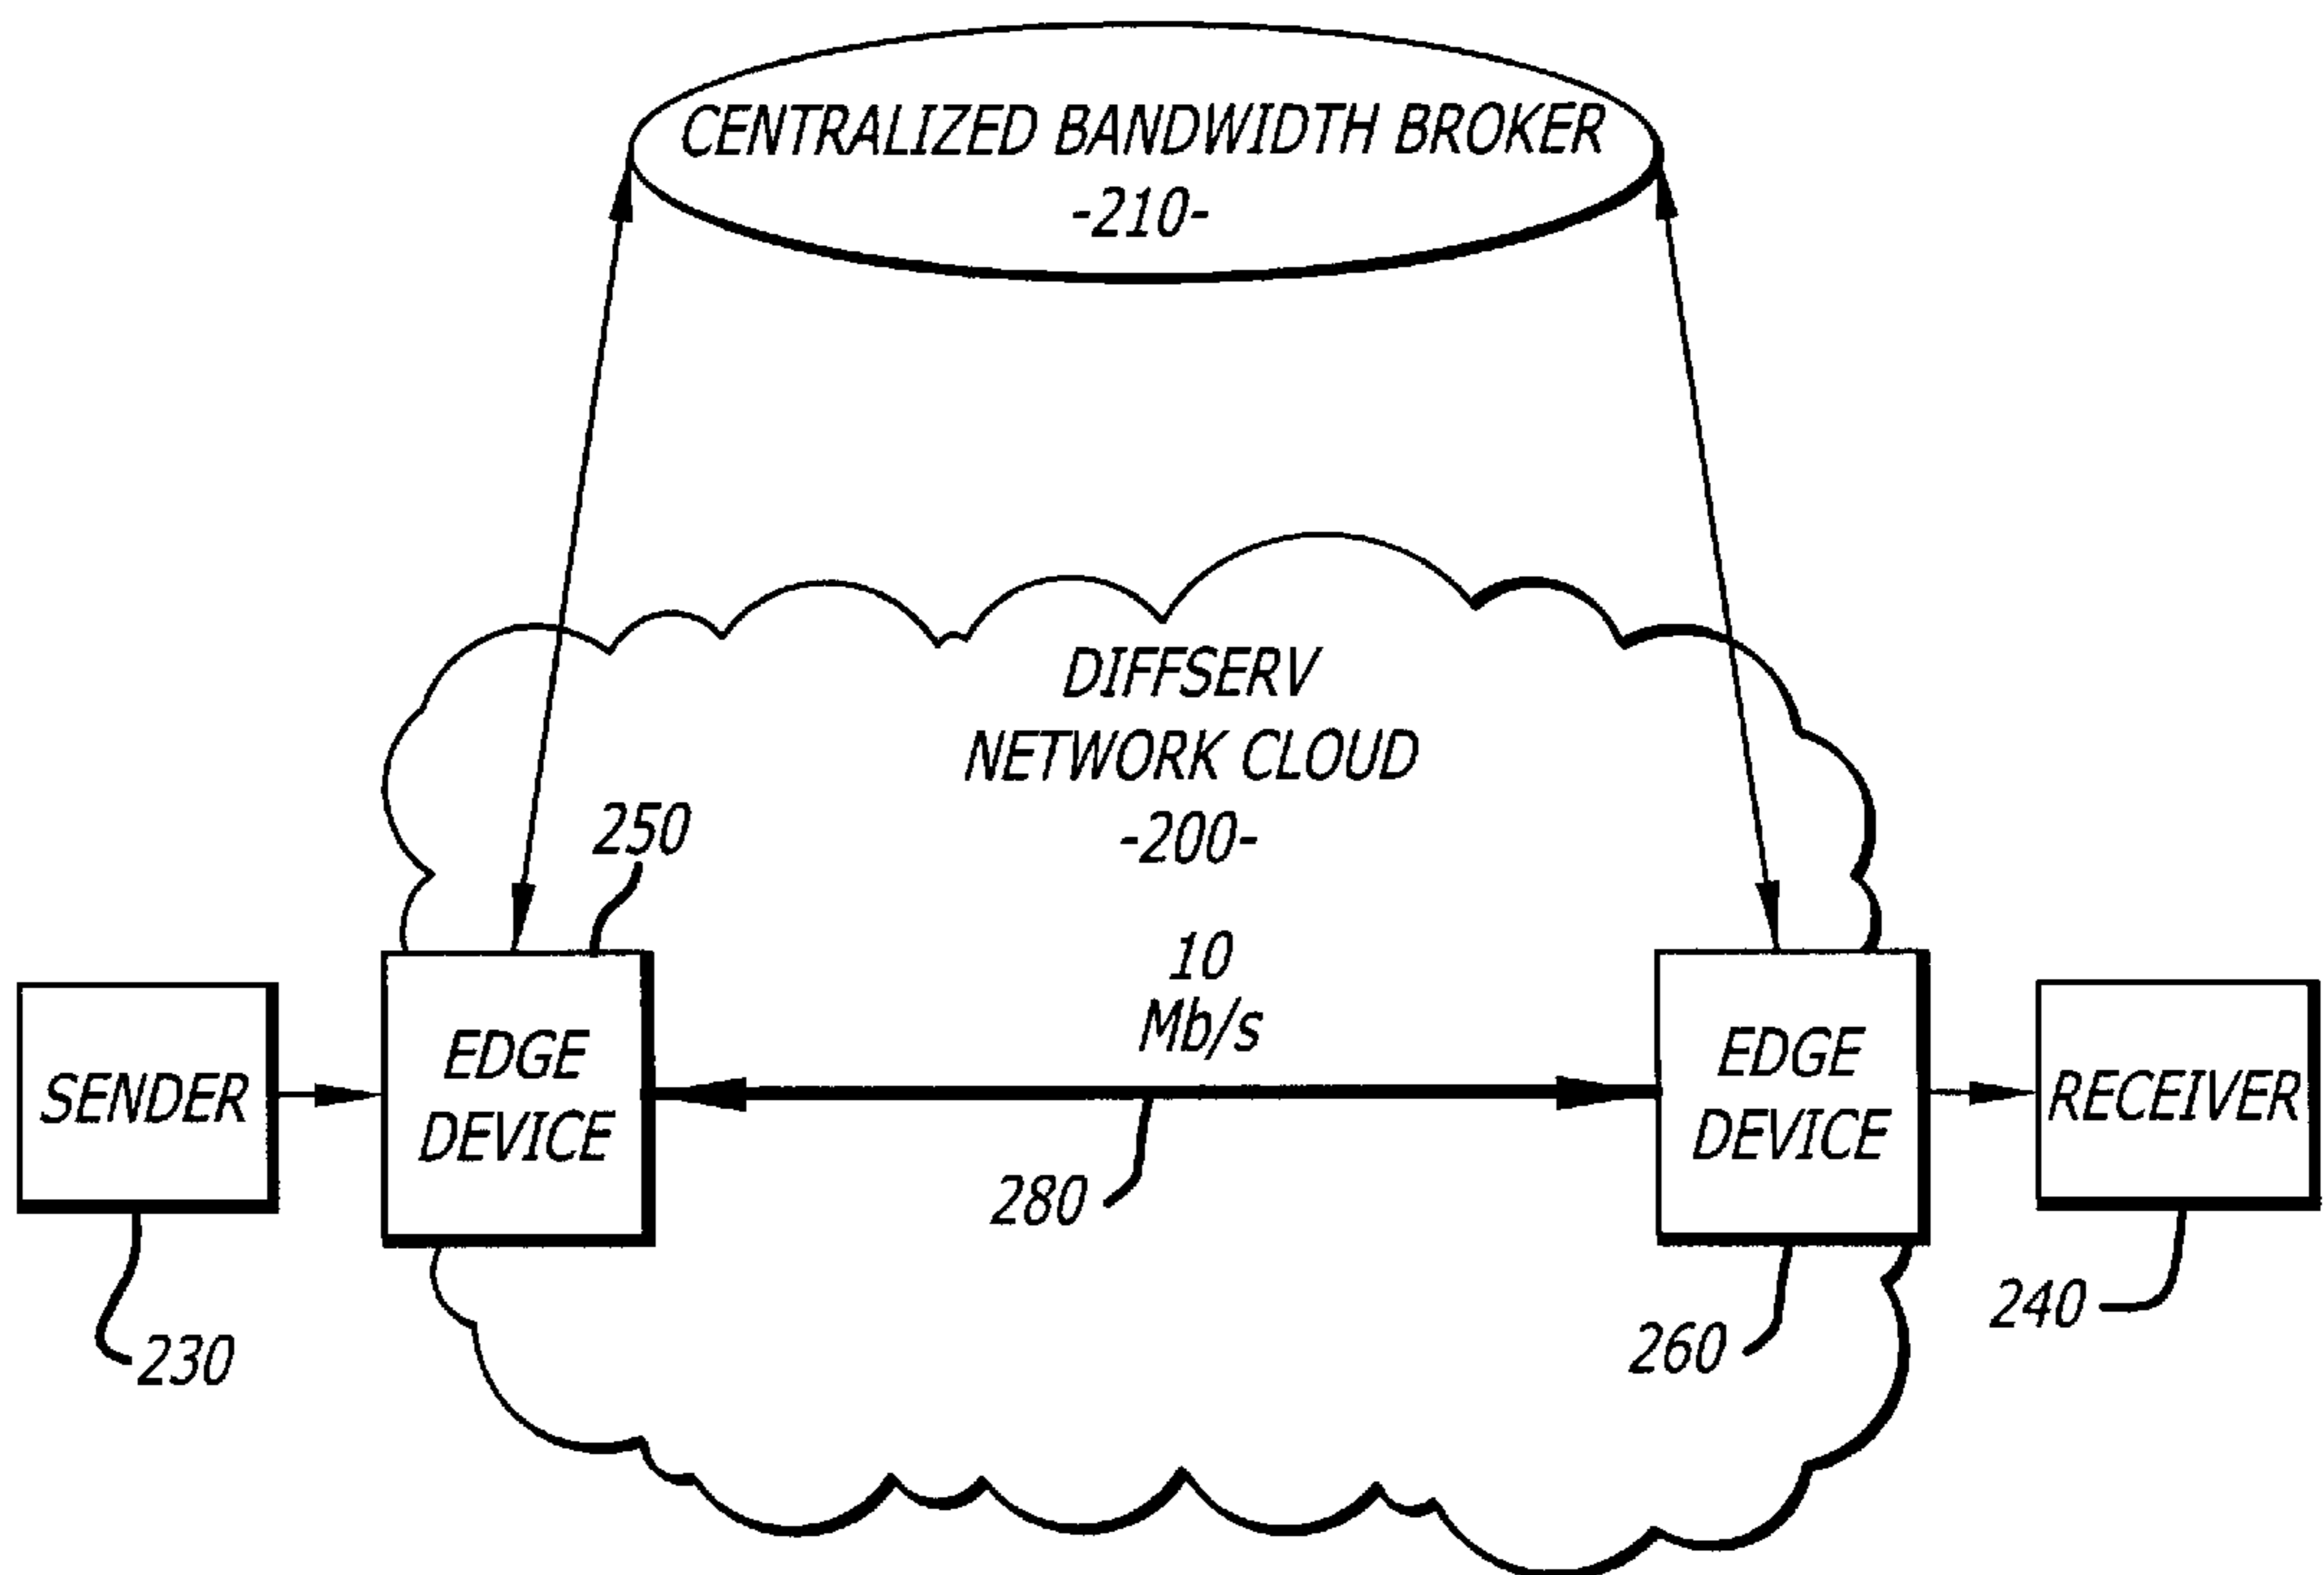 CENTRALIZED BANDWIDTH BROKER
-210-
DIFFSERV
NETWORK CLOUD
-200-
250
10
Mb/s
SENDER
EDGE
DEVICE
EDGE
DEVICE
RECEIVER
280
230
260
240